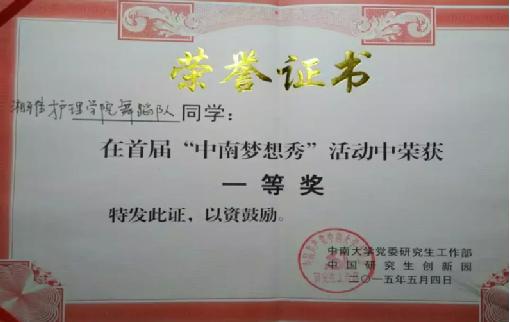 荣誉证书
湘雅护理学院舞蹈队同学：
在首届“中南梦想秀”活动中荣获
一等奖
特发此证，以资鼓励。
中南大学党委研究生工作部
中国研究生创新园
二〇一五年五月四日